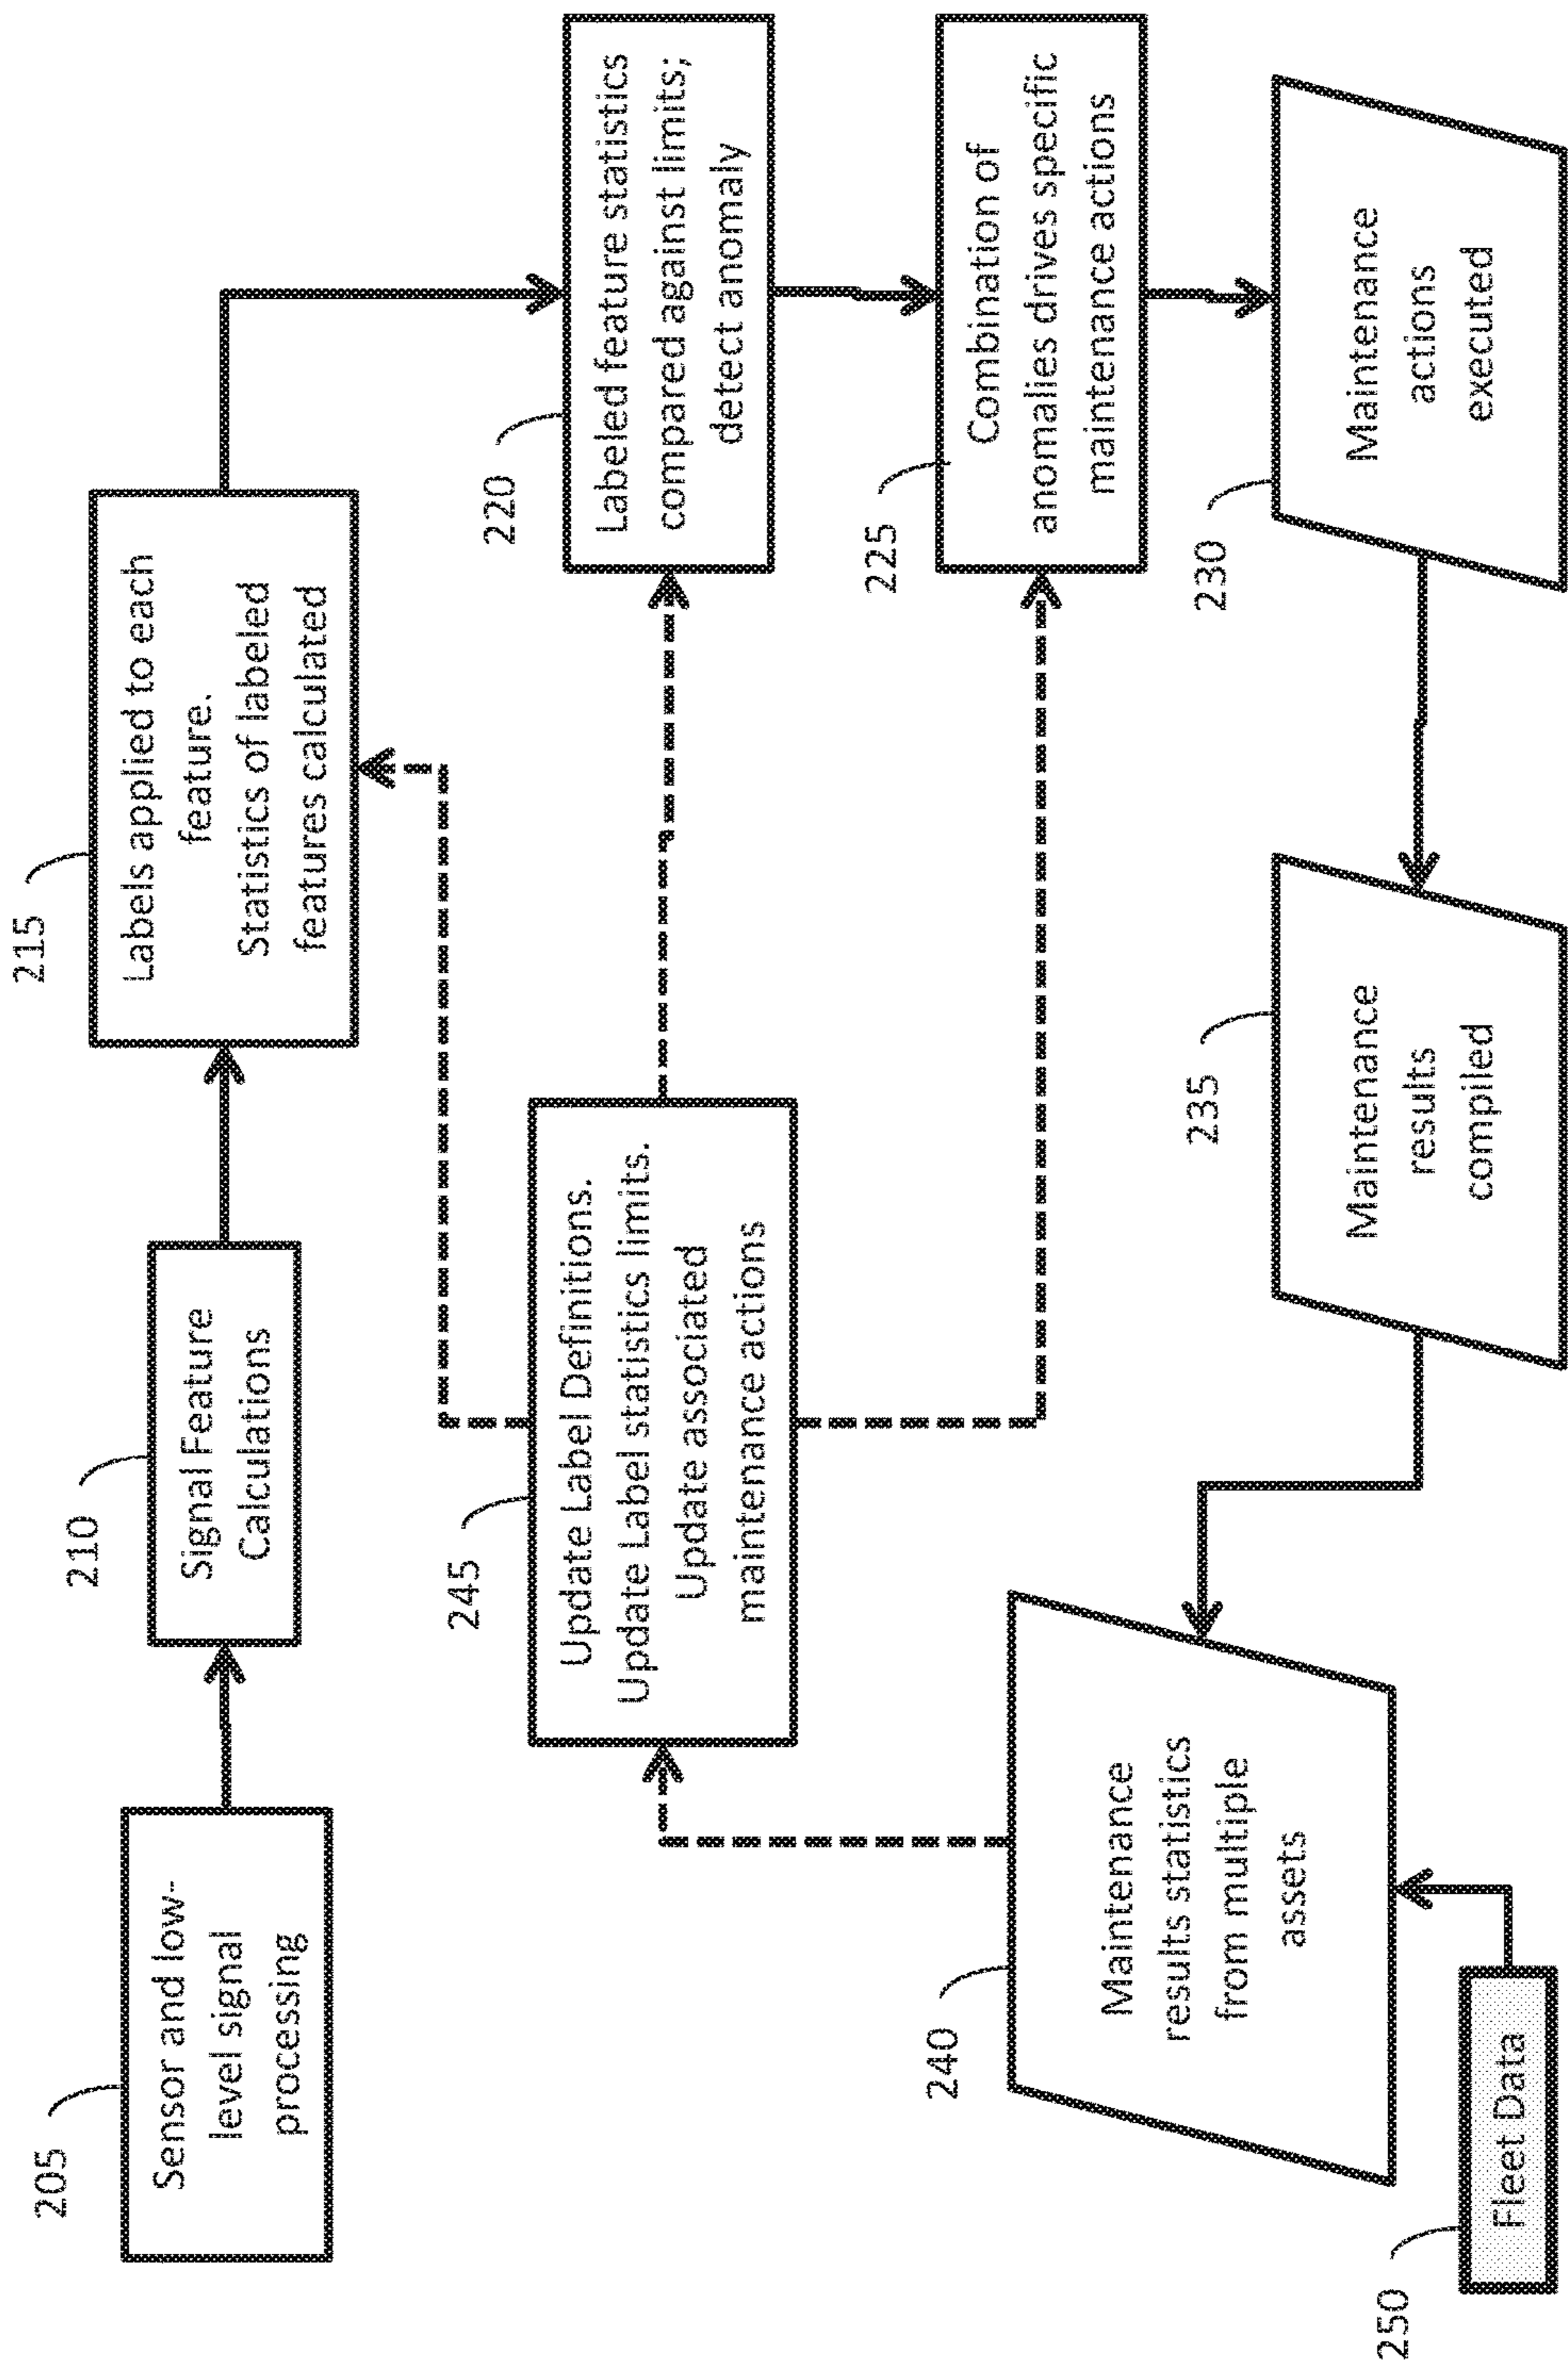 205
Sensor and low-
level signal
processing
210
Signal Feature
Calculations
215
Labels applied to each
feature.
Statistics of labeled
features calculated
220
Labeled feature statistics
compared against limits;
detect anomaly
245
Update Label Definitions.
Update Label statistics limits.
Update associated
maintenance actions
225
Combination of
anomalies drives specific
maintenance actions
230
Maintenance
actions
executed
235
Maintenance
results
compiled
240
Maintenance
results statistics
from multiple
assets
250
Fleet Data